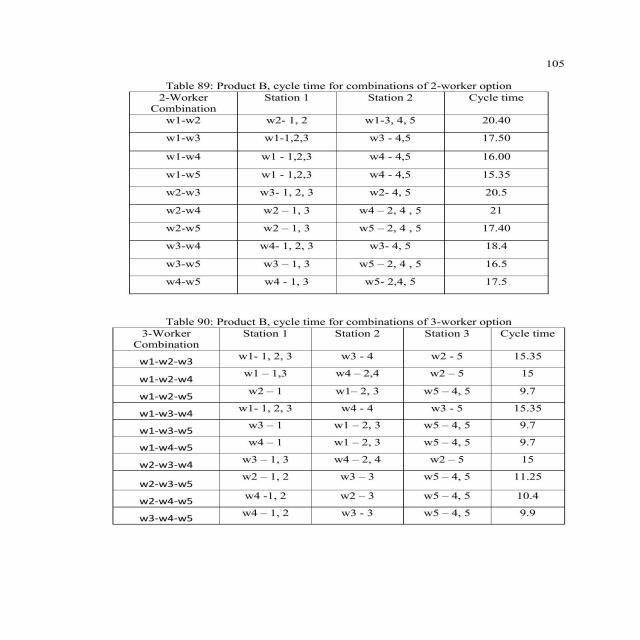 105
Table 89: Product B, cycle time for combinations of 2-worker option
2-Worker Combination Station 1 Station 2 Cycle time
w1-w2 w2- 1, 2 w1-3, 4, 5 20.40
w1-w3 w1-1,2,3 w3 - 4,5 17.50
w1-w4 w1 - 1,2,3 w4 - 4,5 16.00
w1-w5 w1 - 1,2,3 w4 - 4,5 15.35
w2-w3 w3- 1, 2, 3 w2- 4, 5 20.5
w2-w4 w2 – 1, 3 w4 – 2, 4 , 5 21
w2-w5 w2 – 1, 3 w5 – 2, 4 , 5 17.40
w3-w4 w4- 1, 2, 3 w3- 4, 5 18.4
w3-w5 w3 – 1, 3 w5 – 2, 4 , 5 16.5
w4-w5 w4 - 1, 3 w5- 2,4, 5 17.5
Table 90: Product B, cycle time for combinations of 3-worker option
3-Worker Combination Station 1 Station 2 Station 3 Cycle time
w1-w2-w3 w1- 1, 2, 3 w3 - 4 w2 - 5 15.35
w1-w2-w4 w1 – 1,3 w4 – 2,4 w2 – 5 15
w1-w2-w5 w2 – 1 w1– 2, 3 w5 – 4, 5 9.7
w1-w3-w4 w1- 1, 2, 3 w4 - 4 w3 - 5 15.35
w1-w3-w5 w3 – 1 w1 – 2, 3 w5 – 4, 5 9.7
w1-w4-w5 w4 – 1 w1 – 2, 3 w5 – 4, 5 9.7
w2-w3-w4 w3 – 1, 3 w4 – 2, 4 w2 – 5 15
w2-w3-w5 w2 – 1, 2 w3 – 3 w5 – 4, 5 11.25
w2-w4-w5 w4 -1, 2 w2 – 3 w5 – 4, 5 10.4
w3-w4-w5 w4 – 1, 2 w3 - 3 w5 – 4, 5 9.9